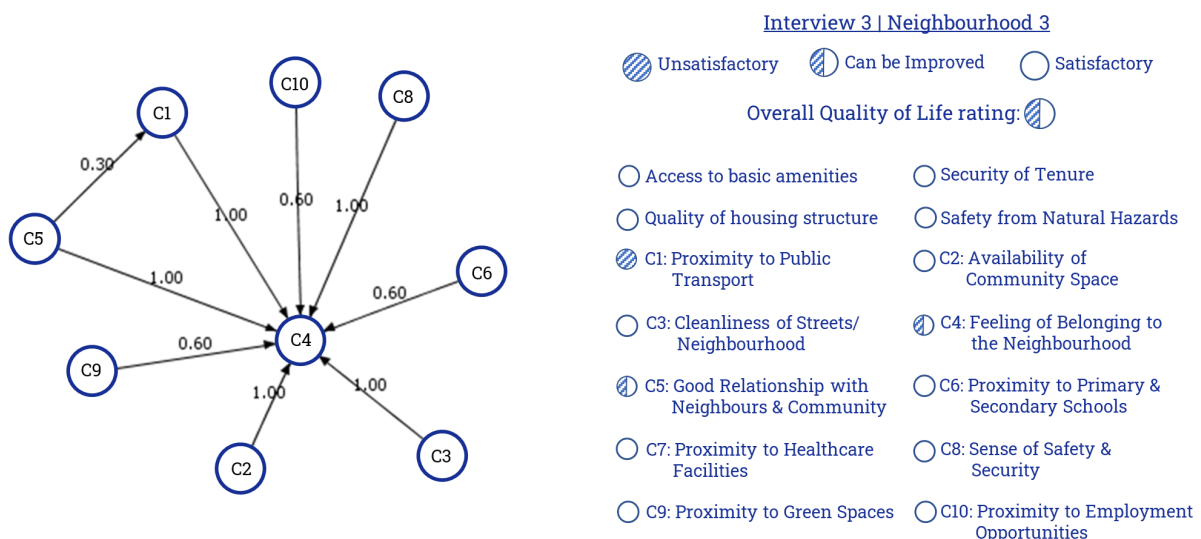 Interview 3 | Neighbourhood 3
Unsatisfactory
Can be Improved
Satisfactory
Overall Quality of Life rating:
C10
C8
C1
0.30
0.60
1.00
1.00
C5
1.00
C6
0.60
C4
0.60
C9
1.00
1.00
C2
C3
Access to basic amenities
Security of Tenure
Quality of housing structure
Safety from Natural Hazards
C1: Proximity to Public
Transport
C2: Availability of
Community Space
C3: Cleanliness of Streets/
Neighbourhood
C4: Feeling of Belonging to
the Neighbourhood
C5: Good Relationship with
Neighbours & Community
C6: Proximity to Primary &
Secondary Schools
C7: Proximity to Healthcare
Facilities
C8: Sense of Safety &
Security
C9: Proximity to Green Spaces
C10: Proximity to Employment
Opportunities